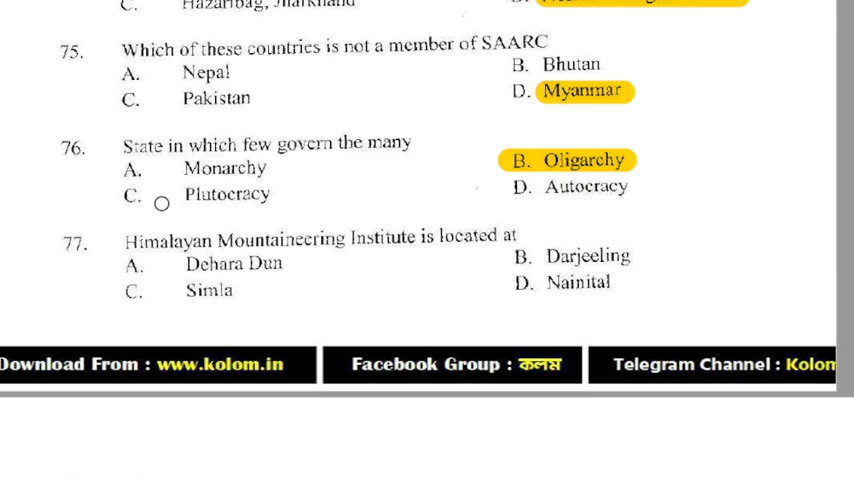 C. Hazaribag, Jharkhand
75. Which of these countries is not a member of SAARC
A. Nepal B. Bhutan
C. Pakistan D. Myanmar
76. State in which few govern the many
A. Monarchy B. Oligarchy
C. Plutocracy D. Autocracy
77. Himalayan Mountaineering Institute is located at
A. Dehara Dun B. Darjeeling
C. Simla D. Nainital
Download From : www.kolom.in Facebook Group : কলম Telegram Channel : Kolom